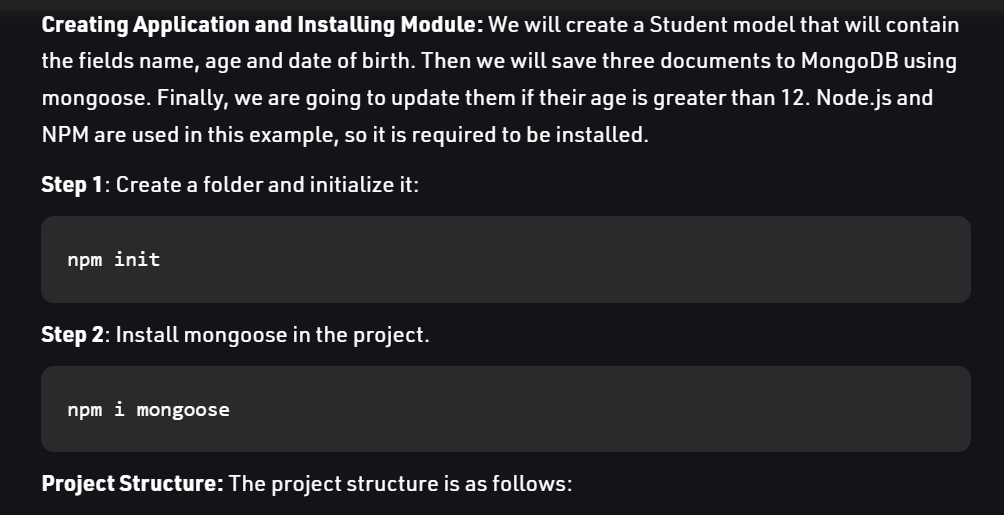 Creating Application and Installing Module: We will create a Student model that will contain
the fields name, age and date of birth. Then we will save three documents to MongoDB using
mongoose. Finally, we are going to update them if their age is greater than 12. Node.js and
NPM are used in this example, so it is required to be installed.
Step 1: Create a folder and initialize it:
npm init
Step 2: Install mongoose in the project.
npm i mongoose
Project Structure: The project structure is as follows: